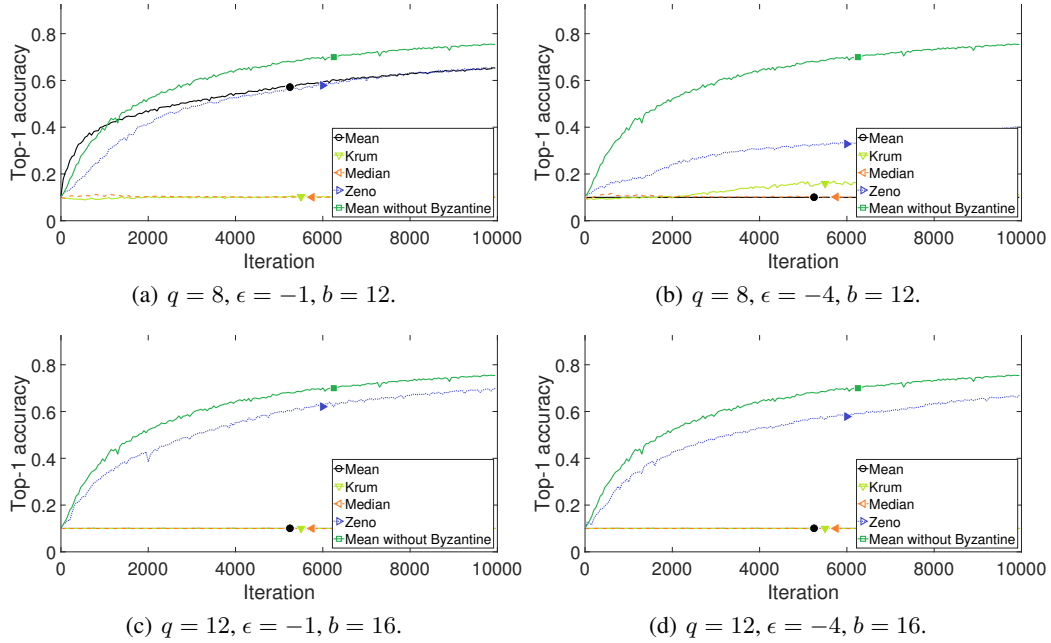 0.8
0.6
0.4
0.2
0
Top-1 accuracy
0 2000 4000 6000 8000 10000
Iteration
Mean
Krum
Median
Zeno
Mean without Byzantine
(a) q = 8, ϵ = −1, b = 12.
0.8
0.6
0.4
0.2
0
Top-1 accuracy
0 2000 4000 6000 8000 10000
Iteration
Mean
Krum
Median
Zeno
Mean without Byzantine
(b) q = 8, ϵ = −4, b = 12.
0.8
0.6
0.4
0.2
0
Top-1 accuracy
0 2000 4000 6000 8000 10000
Iteration
Mean
Krum
Median
Zeno
Mean without Byzantine
(c) q = 12, ϵ = −1, b = 16.
0.8
0.6
0.4
0.2
0
Top-1 accuracy
0 2000 4000 6000 8000 10000
Iteration
Mean
Krum
Median
Zeno
Mean without Byzantine
(d) q = 12, ϵ = −4, b = 16.